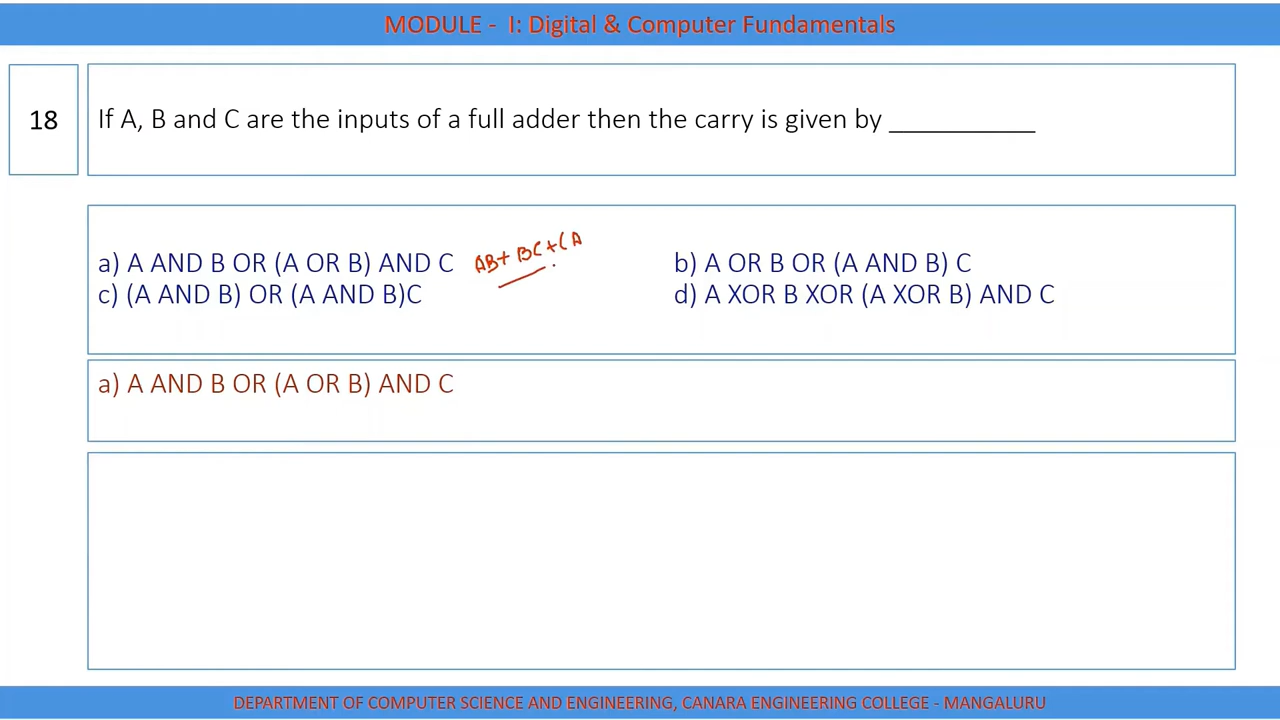 MODULE - I: Digital & Computer Fundamentals
18
If A, B and C are the inputs of a full adder then the carry is given by ___________
a) A AND B OR (A OR B) AND C
AB+ BC+CA
b) A OR B OR (A AND B) C
c) (A AND B) OR (A AND B)C
d) A XOR B XOR (A XOR B) AND C
a) A AND B OR (A OR B) AND C
DEPARTMENT OF COMPUTER SCIENCE AND ENGINEERING, CANARA ENGINEERING COLLEGE - MANGALURU